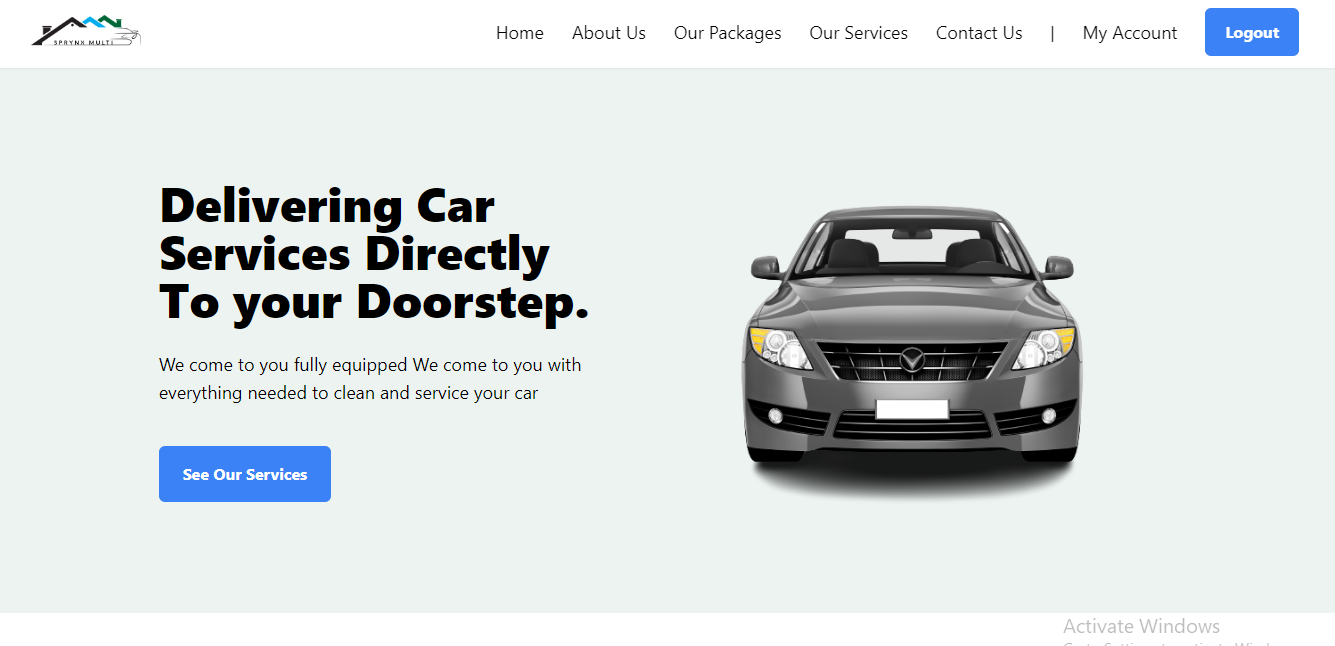 SPRYNX MULTI
Home About Us Our Packages Our Services Contact Us | My Account Logout
Delivering Car
Services Directly
To your Doorstep.
We come to you fully equipped We come to you with
everything needed to clean and service your car
See Our Services
Activate Windows